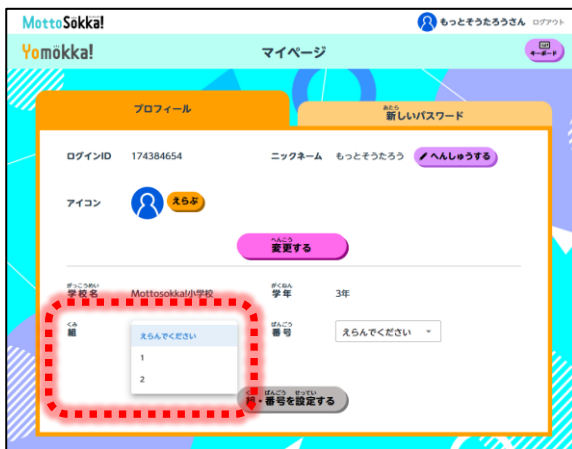 MottoSokka!
もっとそうたろうさん ログアウト
Yomokka!
マイページ
キーボード
プロフィール
あたら
新しいパスワード
ログインID 174384654
ニックネーム もっとそうたろう へんしゅうする
アイコン えらぶ
へんこう
変更する
がっこうめい がくねん
学校名 Mottosokka!小学校 学年 3年
くみ ばんごう
組 えらんでください 番号 えらんでください
1
2
くみ ばんごう せってい
組・番号を設定する